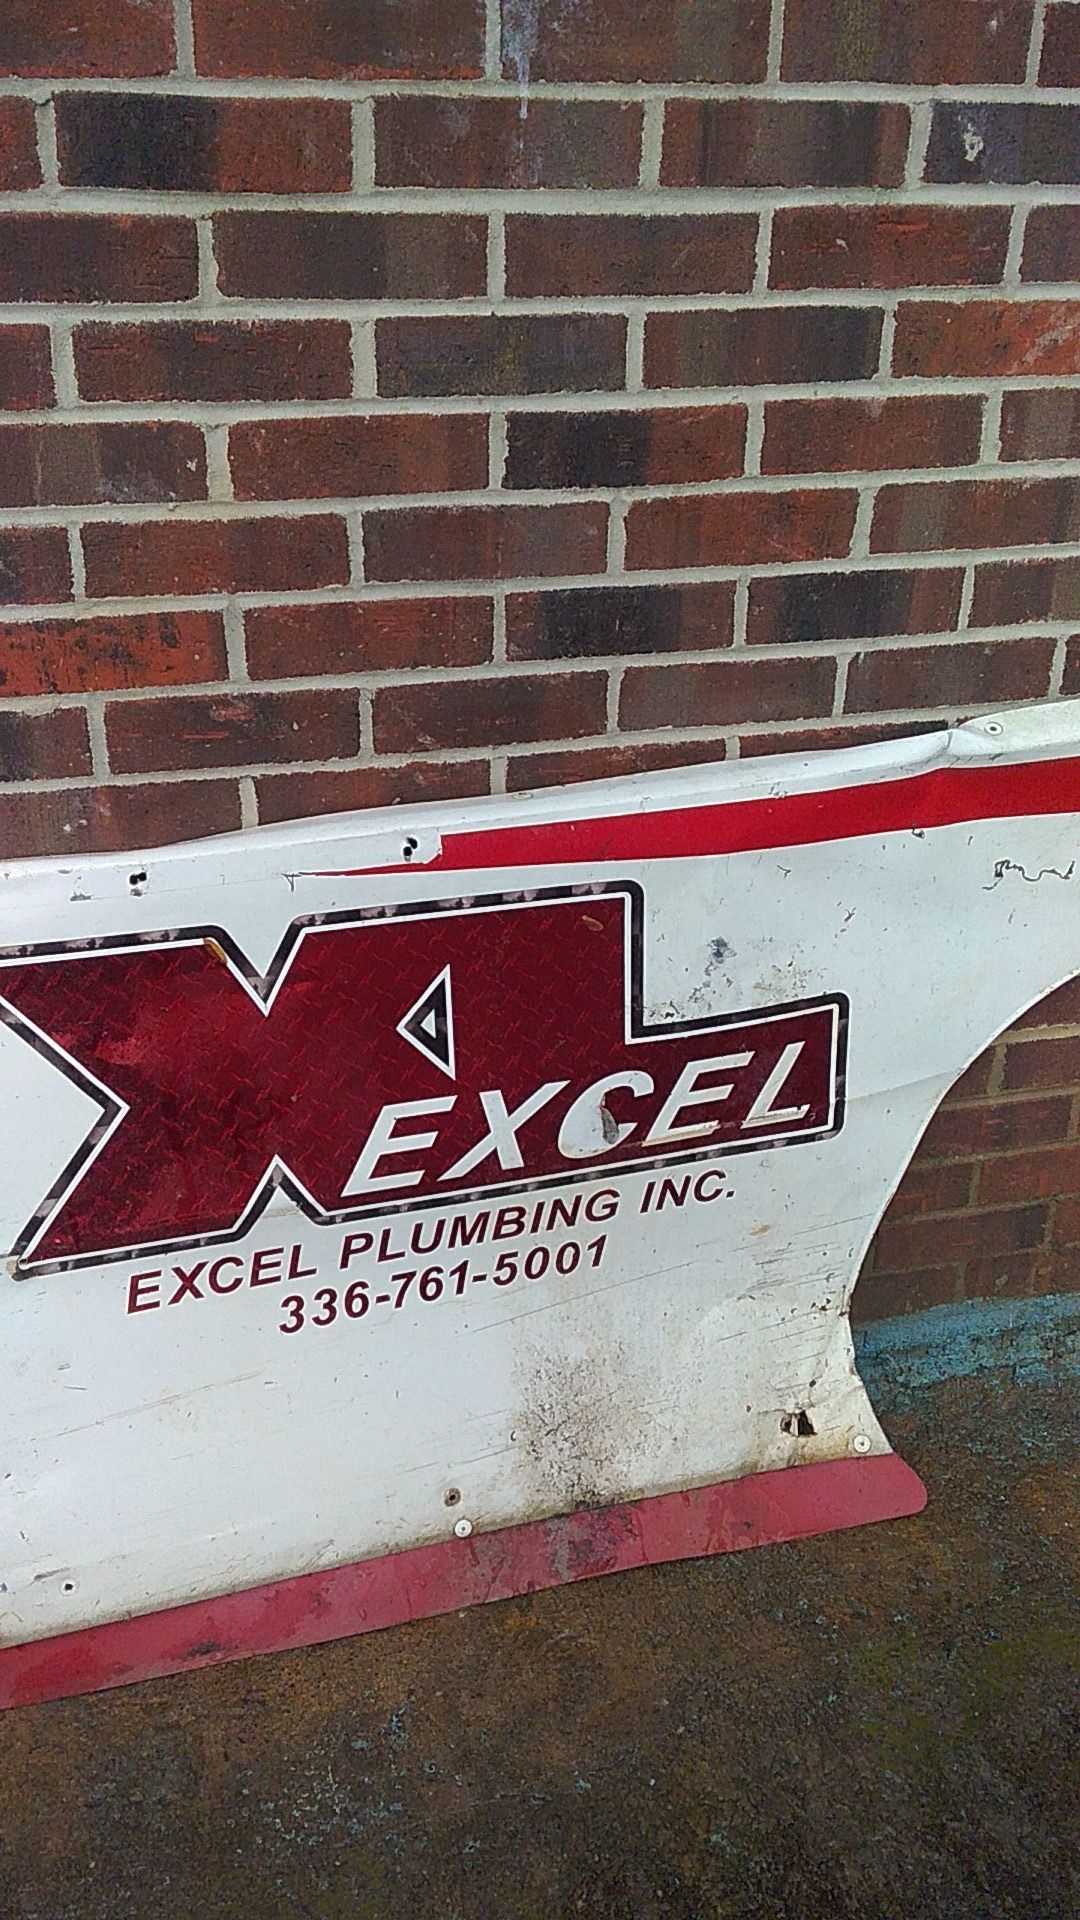 XL
EXCEL
EXCEL PLUMBING INC.
336-761-5001